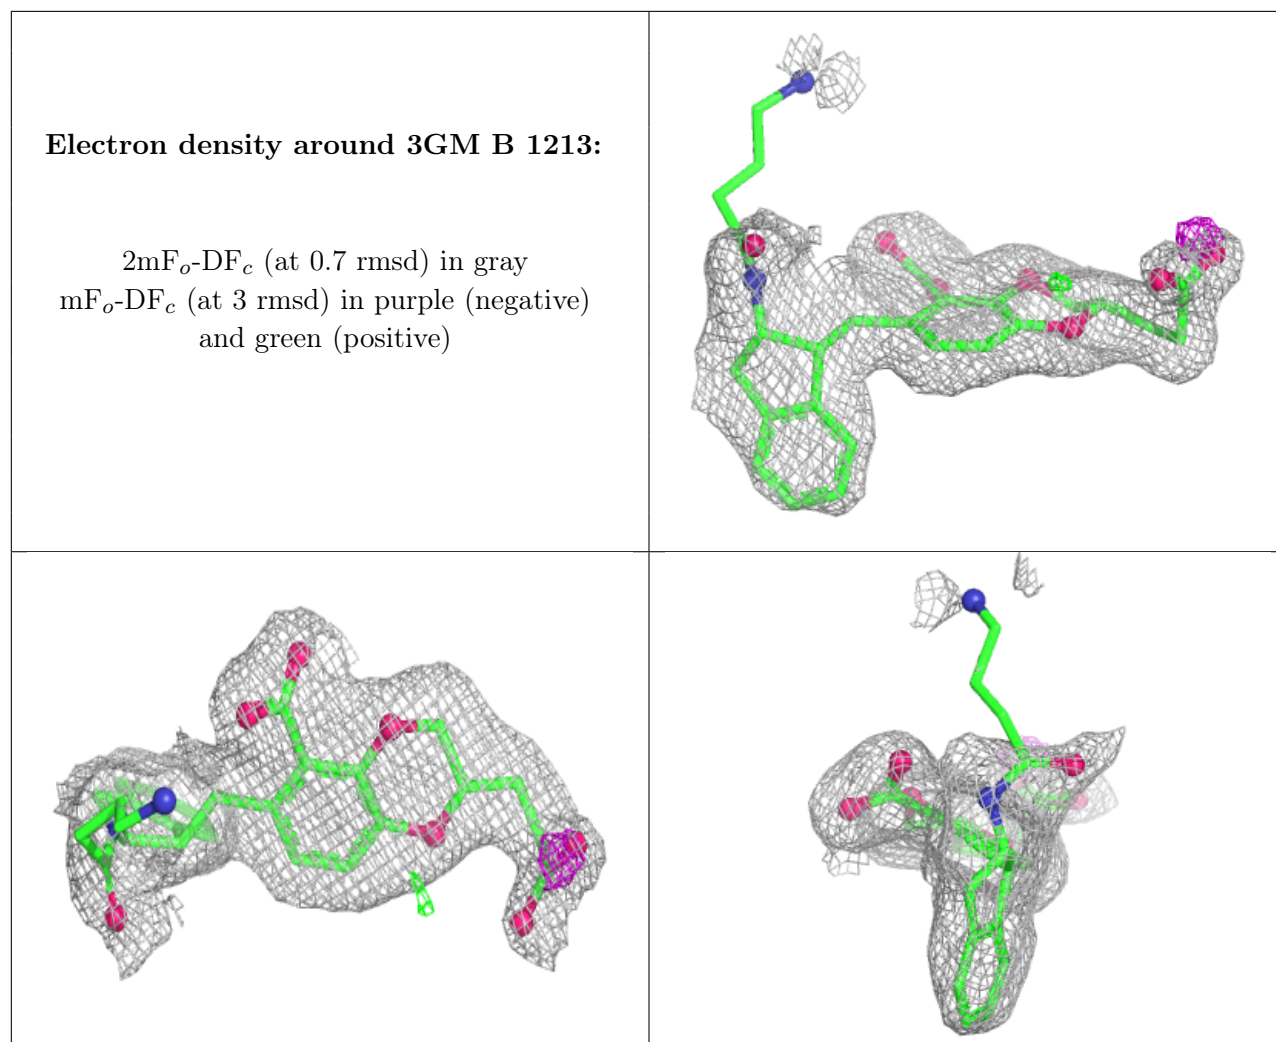 Electron density around 3GM B 1213:
2mFₒ-DF𝒸 (at 0.7 rmsd) in gray
mFₒ-DF𝒸 (at 3 rmsd) in purple (negative)
and green (positive)